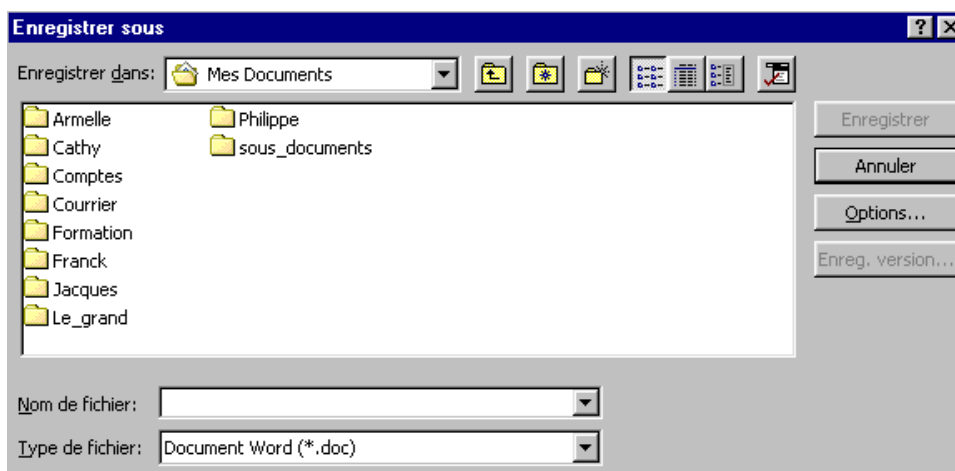 Enregistrer sous
Enregistrer dans: Mes Documents
Armelle
Cathy
Comptes
Courrier
Formation
Franck
Jacques
Le_grand
Philippe
sous_documents
Enregistrer
Annuler
Options...
Enreg. version...
Nom de fichier:
Type de fichier: Document Word (*.doc)